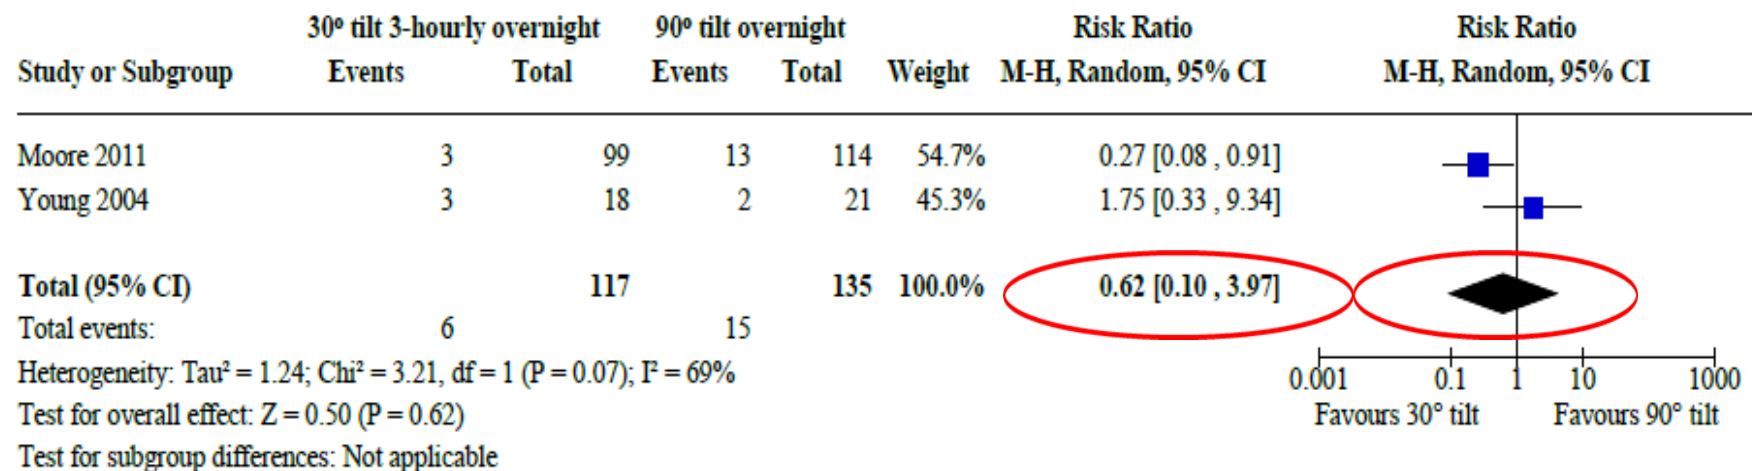 30° tilt 3-hourly overnight 90° tilt overnight Risk Ratio Risk Ratio
Study or Subgroup Events Total Events Total Weight M-H, Random, 95% CI M-H, Random, 95% CI
Moore 2011 3 99 13 114 54.7% 0.27 [0.08 , 0.91]
Young 2004 3 18 2 21 45.3% 1.75 [0.33 , 9.34]
Total (95% CI) 117 135 100.0% 0.62 [0.10 , 3.97]
Total events: 6 15
Heterogeneity: Tau² = 1.24; Chi² = 3.21, df = 1 (P = 0.07); I² = 69%
0.001 0.1 1 10 1000
Test for overall effect: Z = 0.50 (P = 0.62) Favours 30° tilt Favours 90° tilt
Test for subgroup differences: Not applicable